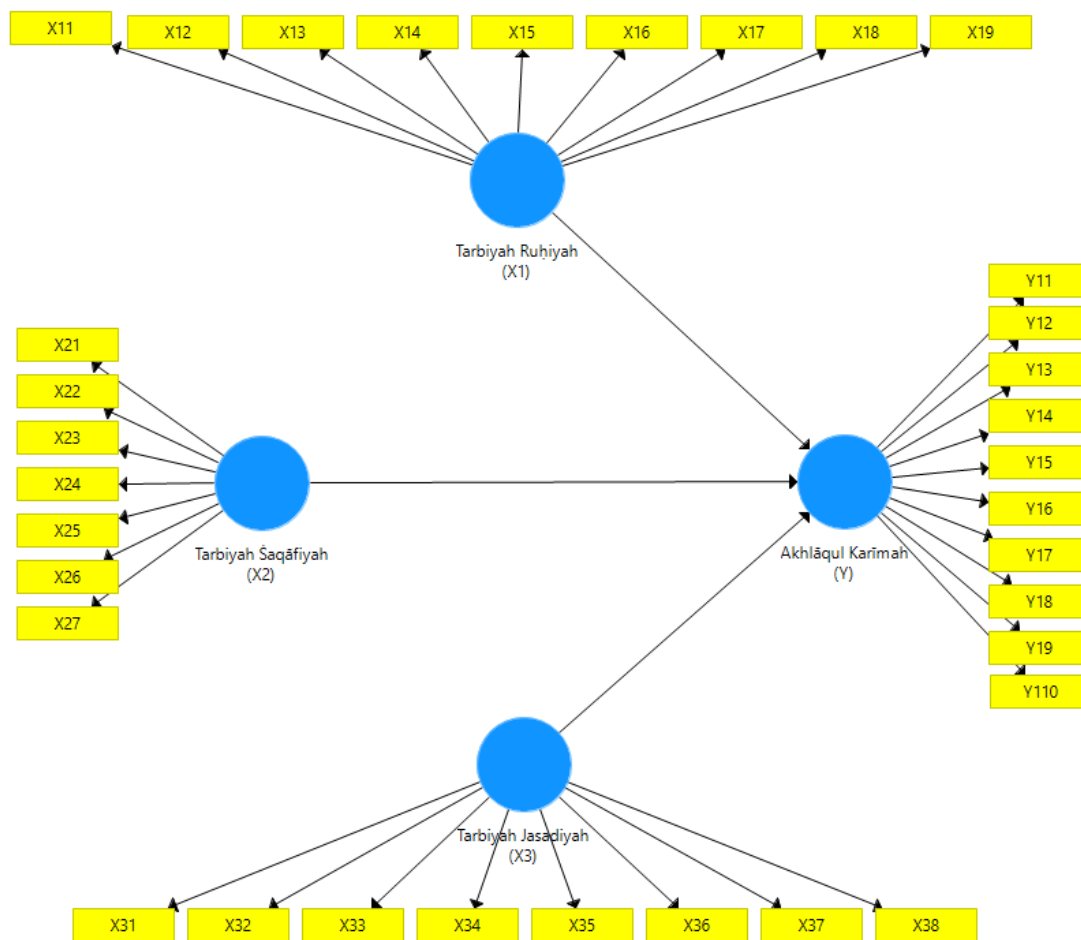 X11
X12
X13
X14
X15
X16
X17
X18
X19
Tarbiyah Ruḥiyah
(X1)
X21
X22
X23
X24
X25
X26
X27
Tarbiyah Śaqāfiyah
(X2)
Y11
Y12
Y13
Y14
Y15
Y16
Y17
Y18
Y19
Y110
Akhlāqul Karīmah
(Y)
Tarbiyah Jasadiyah
(X3)
X31
X32
X33
X34
X35
X36
X37
X38